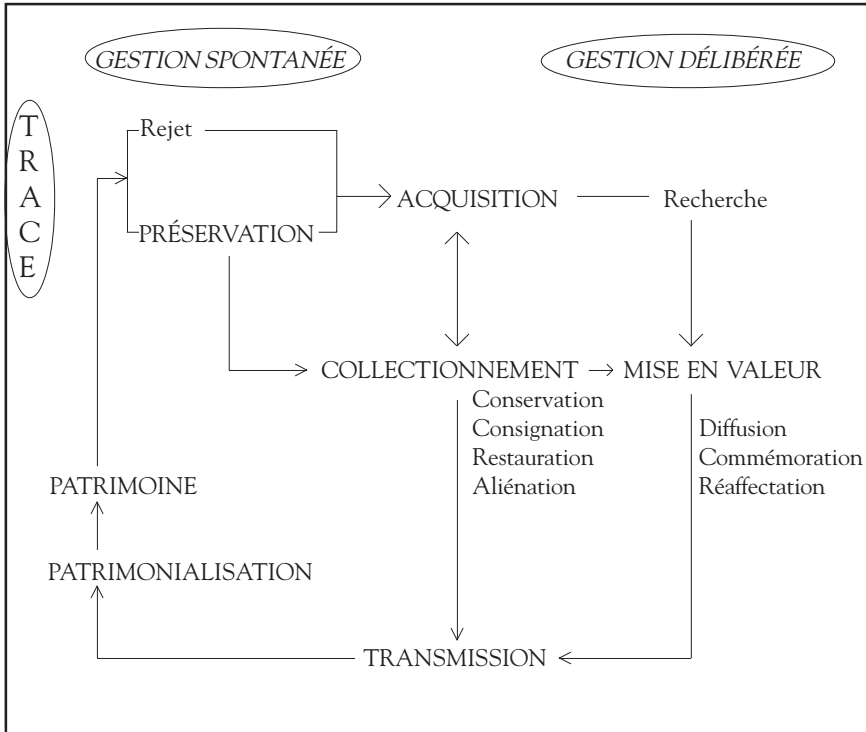 GESTION SPONTANÉE
GESTION DÉLIBÉRÉE
TRACE
Rejet
ACQUISITION
Recherche
PRÉSERVATION
COLLECTIONNEMENT
MISE EN VALEUR
Conservation
Consignation
Restauration
Aliénation
Diffusion
Commémoration
Réaffectation
PATRIMOINE
PATRIMONIALISATION
TRANSMISSION